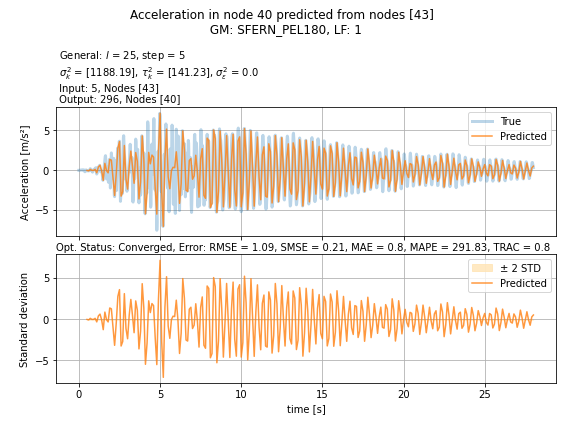 Acceleration in node 40 predicted from nodes [43]
GM: SFERN_PEL180, LF: 1
General: l = 25, step = 5
σ²ₖ = [1188.19], τ²ₖ = [141.23], σ²ₑ = 0.0
Input: 5, Nodes [43]
Output: 296, Nodes [40]
True
Predicted
Acceleration [m/s²]
5
0
−5
Opt. Status: Converged, Error: RMSE = 1.09, SMSE = 0.21, MAE = 0.8, MAPE = 291.83, TRAC = 0.8
± 2 STD
Predicted
Standard deviation
5
0
−5
0 5 10 15 20 25
time [s]